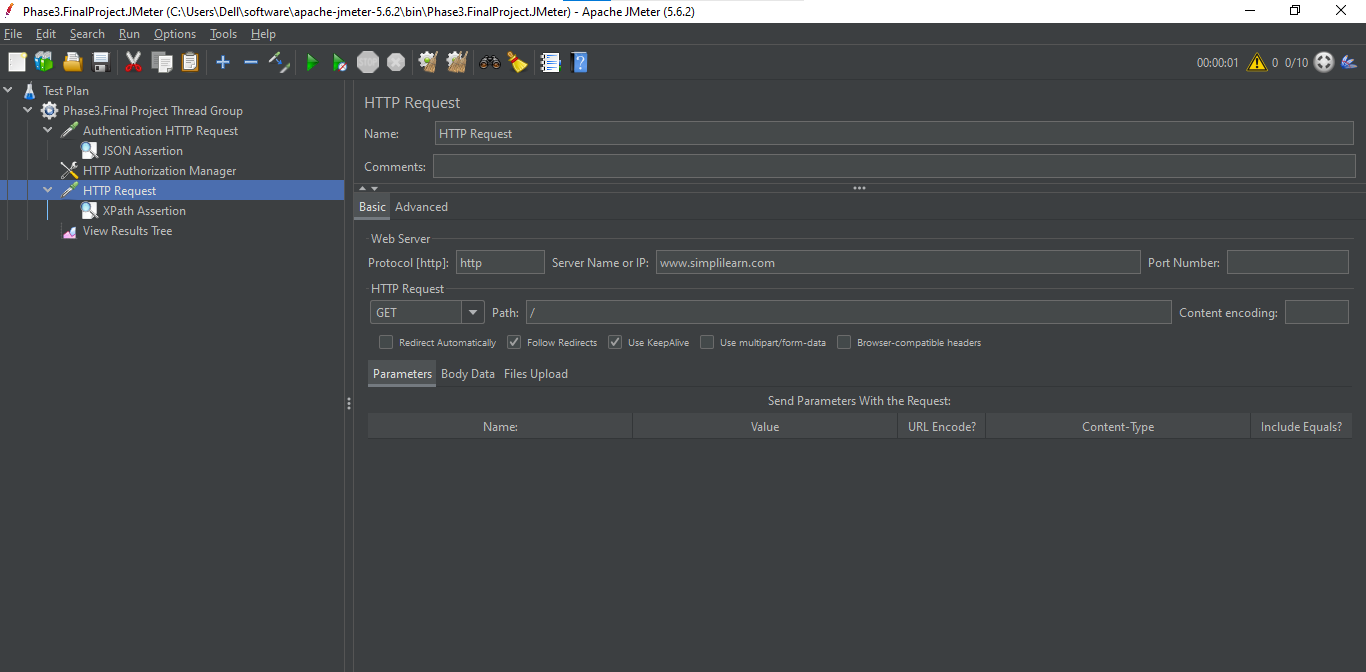 Phase3.FinalProject.JMeter (C:\Users\Dell\software\apache-jmeter-5.6.2\bin\Phase3.FinalProject.JMeter) - Apache JMeter (5.6.2)
File Edit Search Run Options Tools Help
STOP 00:00:01 0 0/10
Test Plan
Phase3.Final Project Thread Group
Authentication HTTP Request
JSON Assertion
HTTP Authorization Manager
HTTP Request
XPath Assertion
View Results Tree
HTTP Request
Name: HTTP Request
Comments:
Basic Advanced
Web Server
Protocol [http]: http Server Name or IP: www.simplilearn.com Port Number:
HTTP Request
GET Path: / Content encoding:
Redirect Automatically Follow Redirects Use KeepAlive Use multipart/form-data Browser-compatible headers
Parameters Body Data Files Upload
Send Parameters With the Request:
Name: Value URL Encode? Content-Type Include Equals?